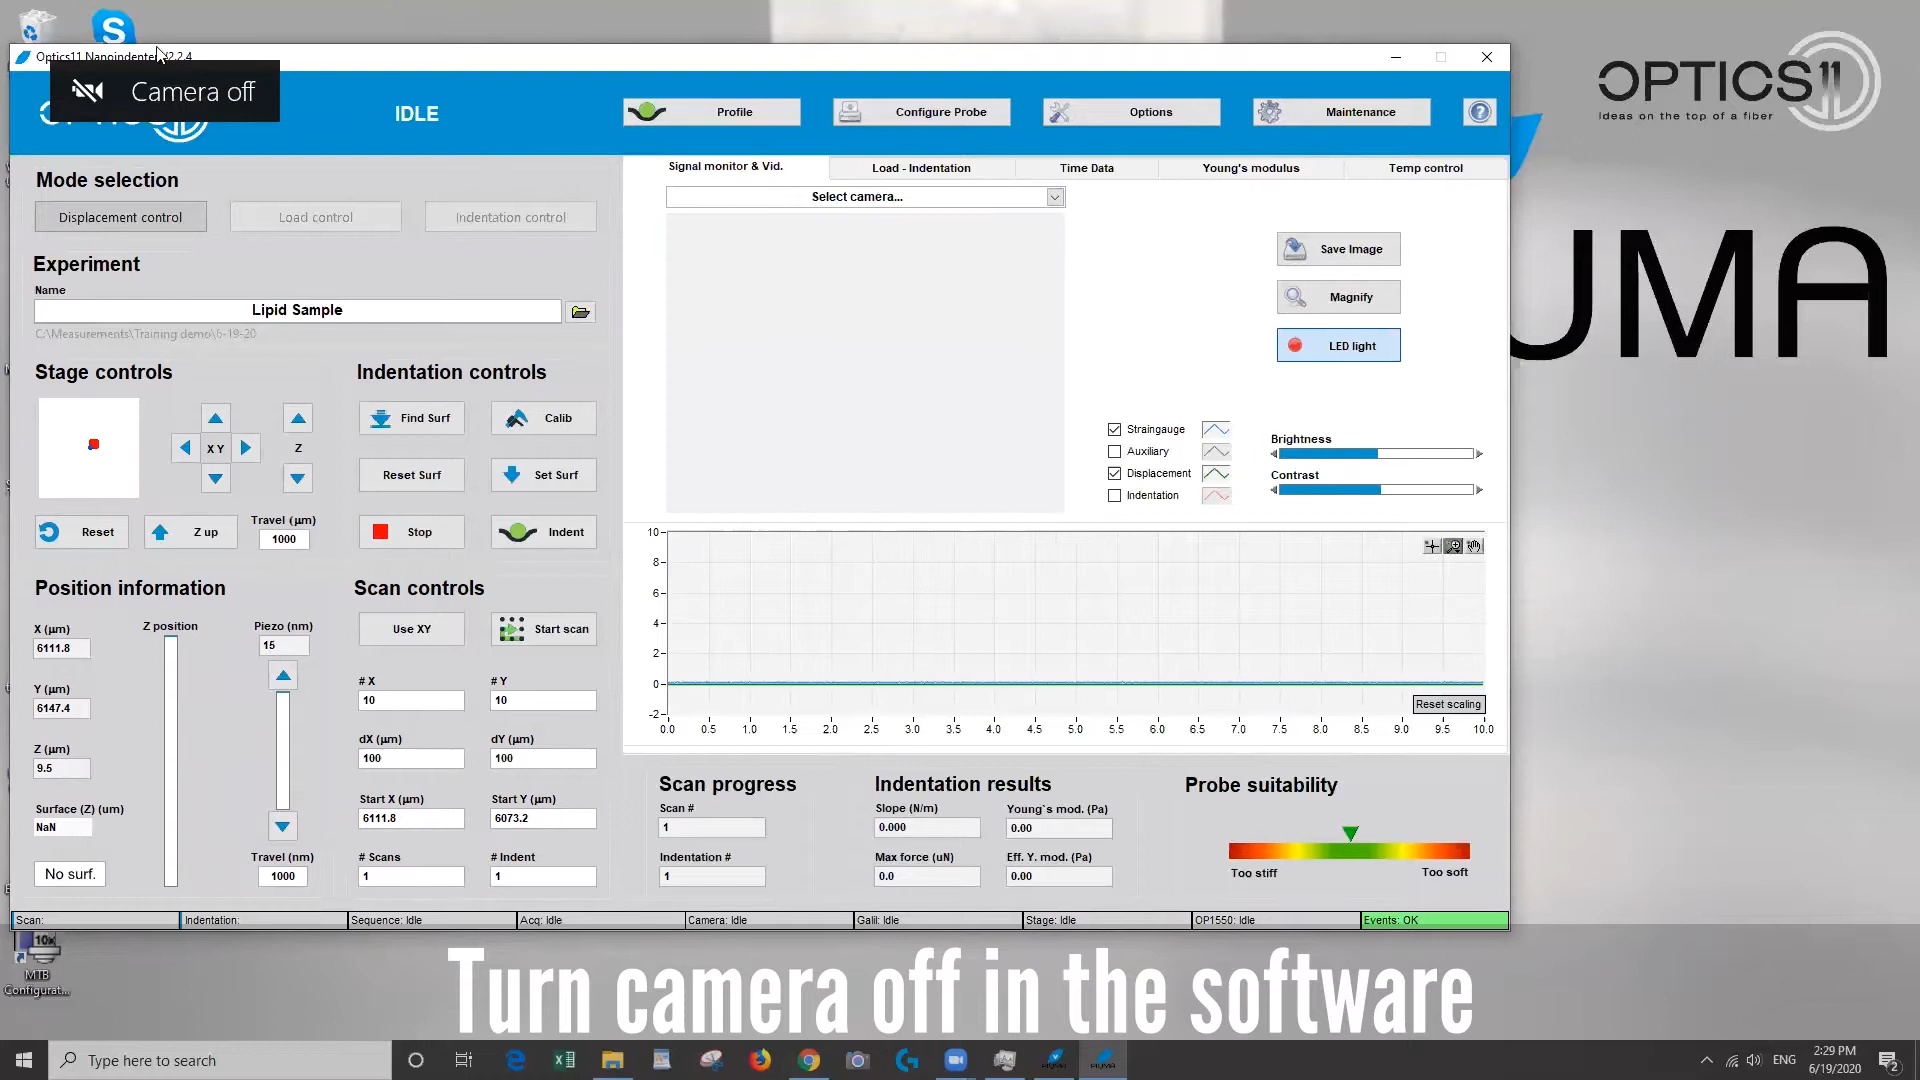 Optics11 Nanoindenter V2.2.4
Camera off
IDLE
Profile
Configure Probe
Options
Maintenance
OPTICS11
Ideas on the top of a fiber
Mode selection
Displacement control
Load control
Indentation control
Experiment
Name
Lipid Sample
C:\Measurements\Training demo\6-19-20
Stage controls
X Y
Z
Reset
Z up
Travel (µm)
1000
Indentation controls
Find Surf
Calib
Reset Surf
Set Surf
Stop
Indent
Position information
X (µm)
6111.8
Y (µm)
6147.4
Z (µm)
9.5
Surface (Z) (um)
NaN
No surf.
Z position
Piezo (nm)
15
Travel (nm)
1000
Scan controls
Use XY
Start scan
# X
10
# Y
10
dX (µm)
100
dY (µm)
100
Start X (µm)
6111.8
Start Y (µm)
6073.2
# Scans
1
# Indent
1
Signal monitor & Vid.
Load - Indentation
Time Data
Young's modulus
Temp control
Select camera...
Save Image
Magnify
LED light
Straingauge
Auxiliary
Displacement
Indentation
Brightness
Contrast
10
8
6
4
2
0
-2
0.0 0.5 1.0 1.5 2.0 2.5 3.0 3.5 4.0 4.5 5.0 5.5 6.0 6.5 7.0 7.5 8.0 8.5 9.0 9.5 10.0
Reset scaling
Scan progress
Scan #
1
Indentation #
1
Indentation results
Slope (N/m)
0.000
Young`s mod. (Pa)
0.00
Max force (uN)
0.0
Eff. Y. mod. (Pa)
0.00
Probe suitability
Too stiff
Too soft
Scan:
Indentation:
Sequence: Idle
Acq: Idle
Camera: Idle
Galil: Idle
Stage: Idle
OP1550: Idle
Events: OK
UMA
10x
MTB
Configurat...
Turn camera off in the software
Type here to search
ENG
2:29 PM
6/19/2020
2